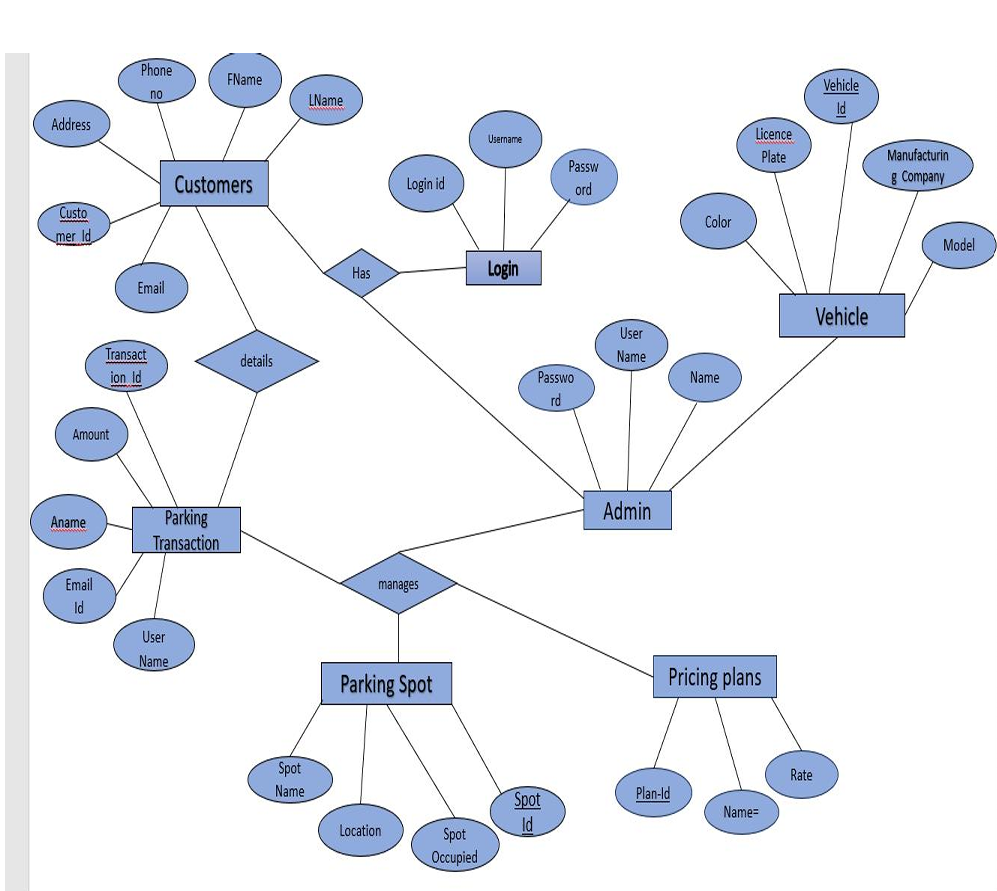 Phone
no
FName
LName
Address
Customers
Custo
mer_Id
Email
Login id
Username
Passw
ord
Has
Login
Vehicle
Id
Licence
Plate
Manufacturin
g Company
Color
Model
Vehicle
Transact
ion_Id
details
User
Name
Passwo
rd
Name
Amount
Aname
Parking
Transaction
Admin
Email
Id
User
Name
manages
Parking Spot
Pricing plans
Spot
Name
Location
Spot
Occupied
Spot
Id
Plan-Id
Name=
Rate